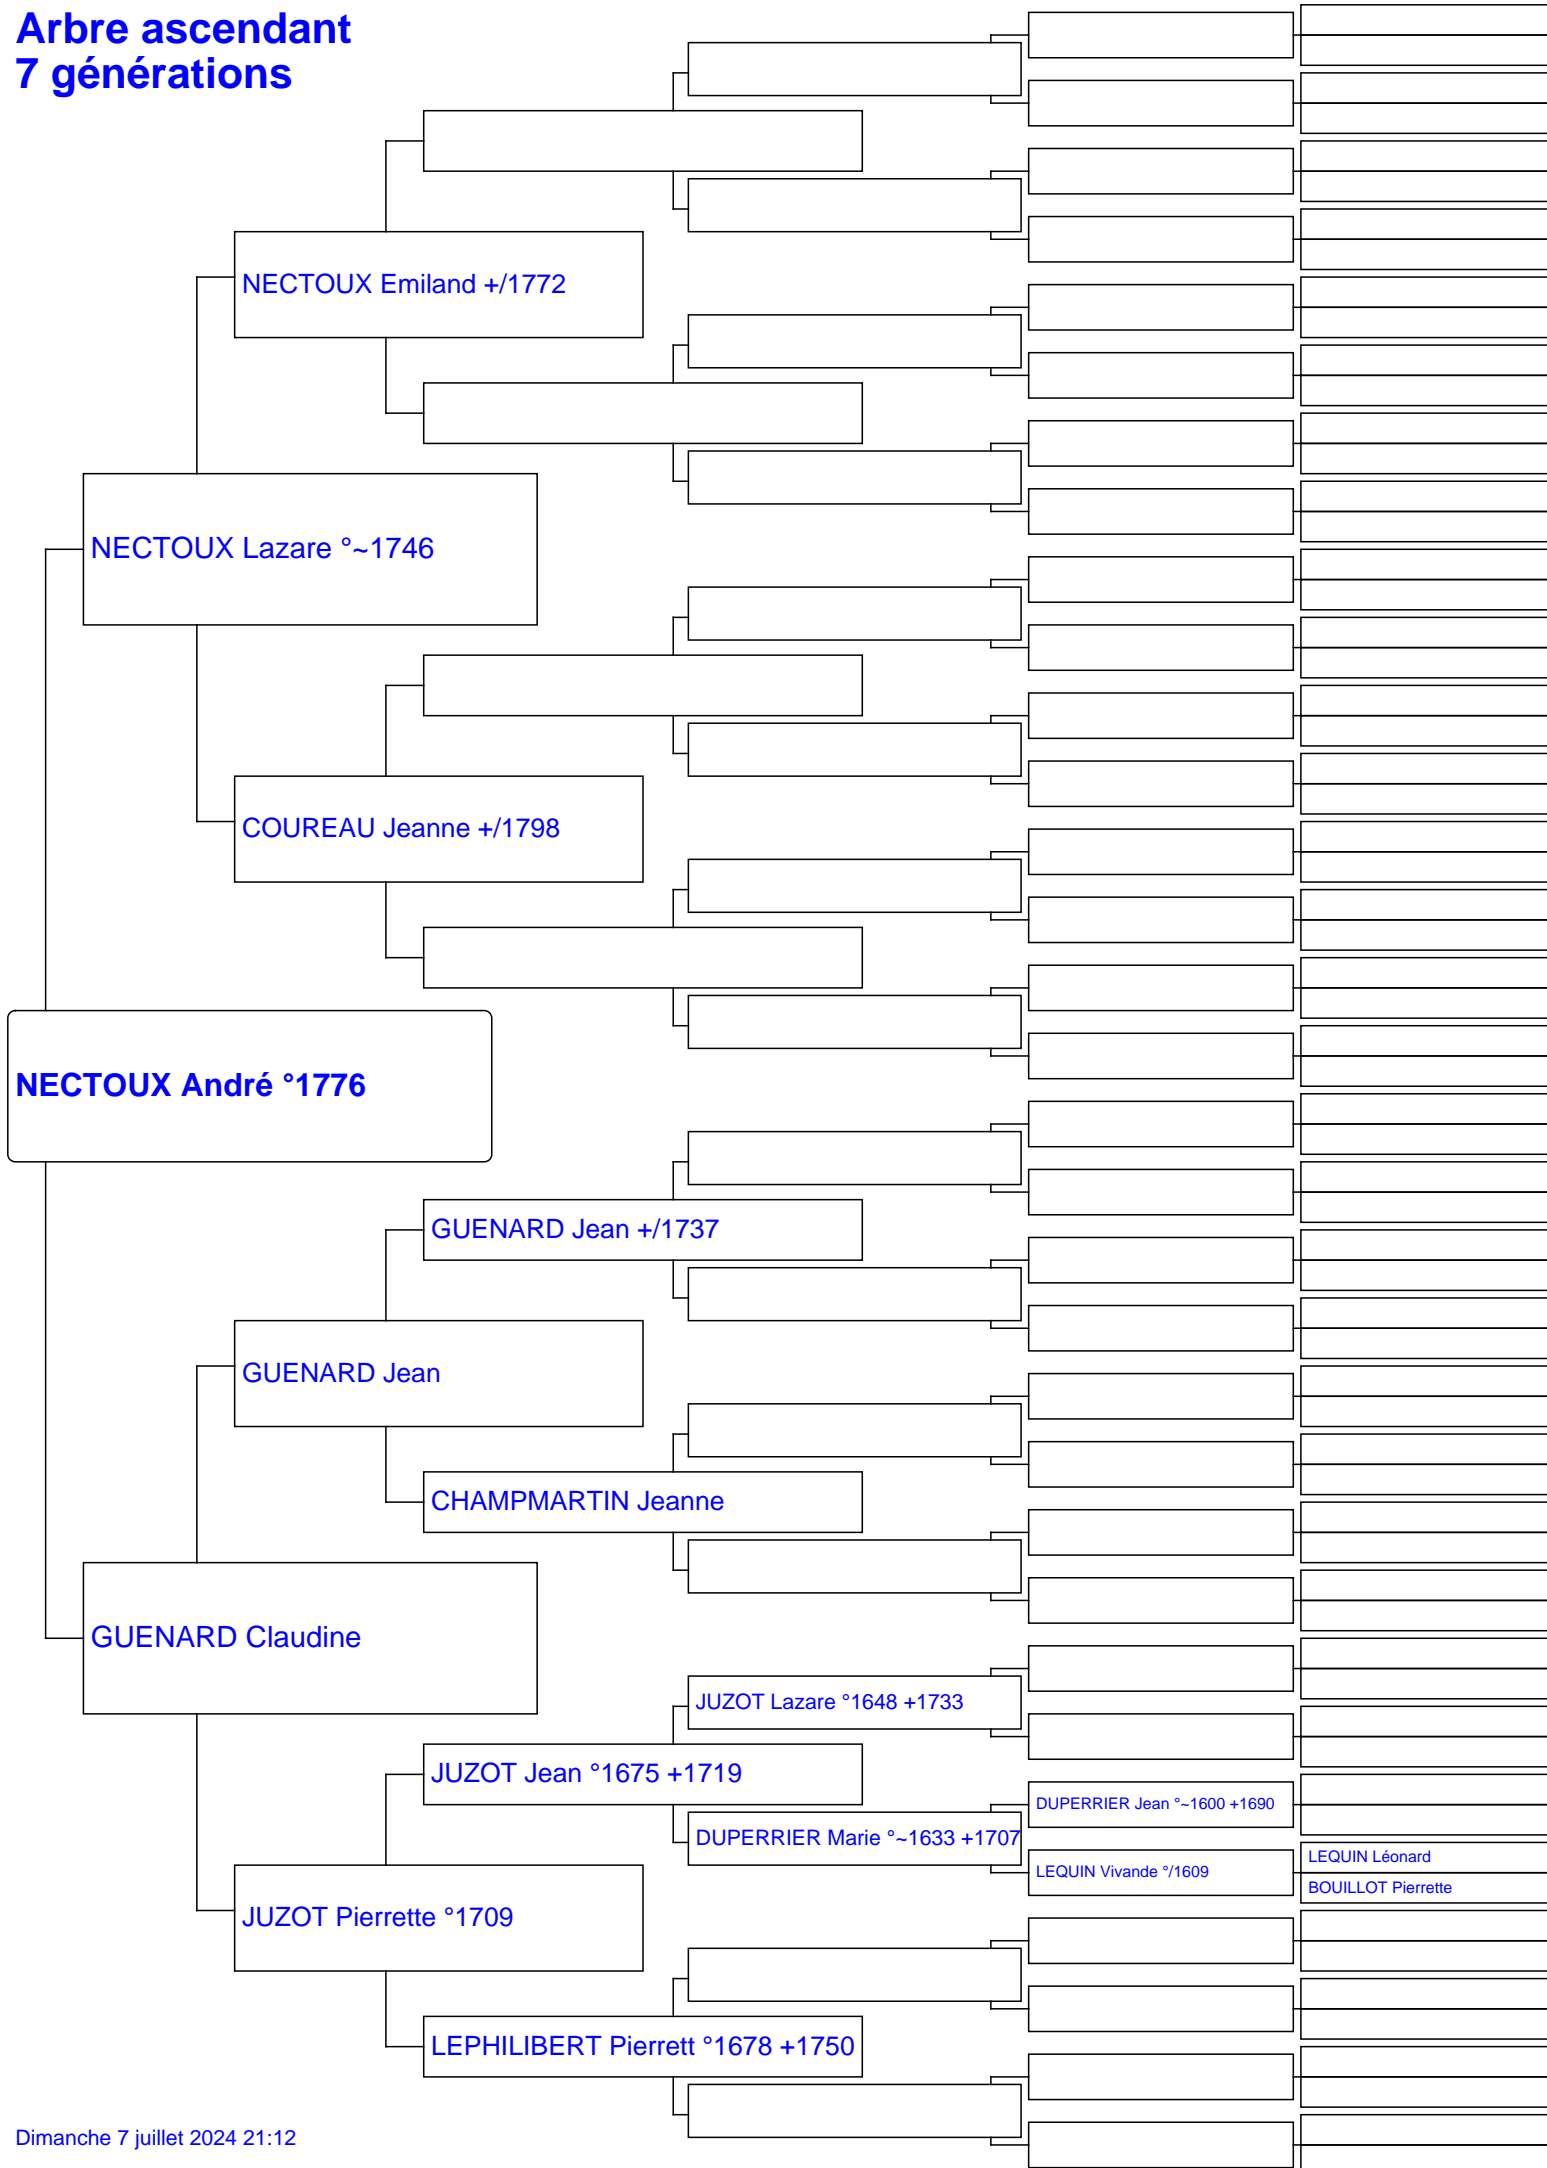 Arbre ascendant
7 générations
NECTOUX Emiland +/1772
NECTOUX Lazare °~1746
COUREAU Jeanne +/1798
NECTOUX André °1776
GUENARD Jean +/1737
GUENARD Jean
CHAMPMARTIN Jeanne
GUENARD Claudine
JUZOT Lazare °1648 +1733
JUZOT Jean °1675 +1719
DUPERRIER Jean °~1600 +1690
DUPERRIER Marie °~1633 +1707
LEQUIN Léonard
LEQUIN Vivande °/1609
BOUILLOT Pierrette
JUZOT Pierrette °1709
LEPHILIBERT Pierrett °1678 +1750
Dimanche 7 juillet 2024 21:12